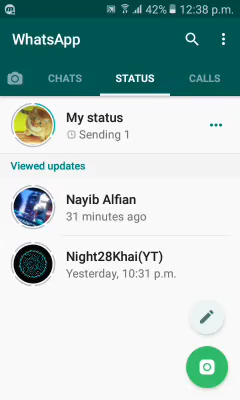 42% 12:38 p.m.
WhatsApp
CHATS STATUS CALLS
My status
Sending 1
Viewed updates
Nayib Alfian
31 minutes ago
Night28Khai(YT)
Yesterday, 10:31 p.m.